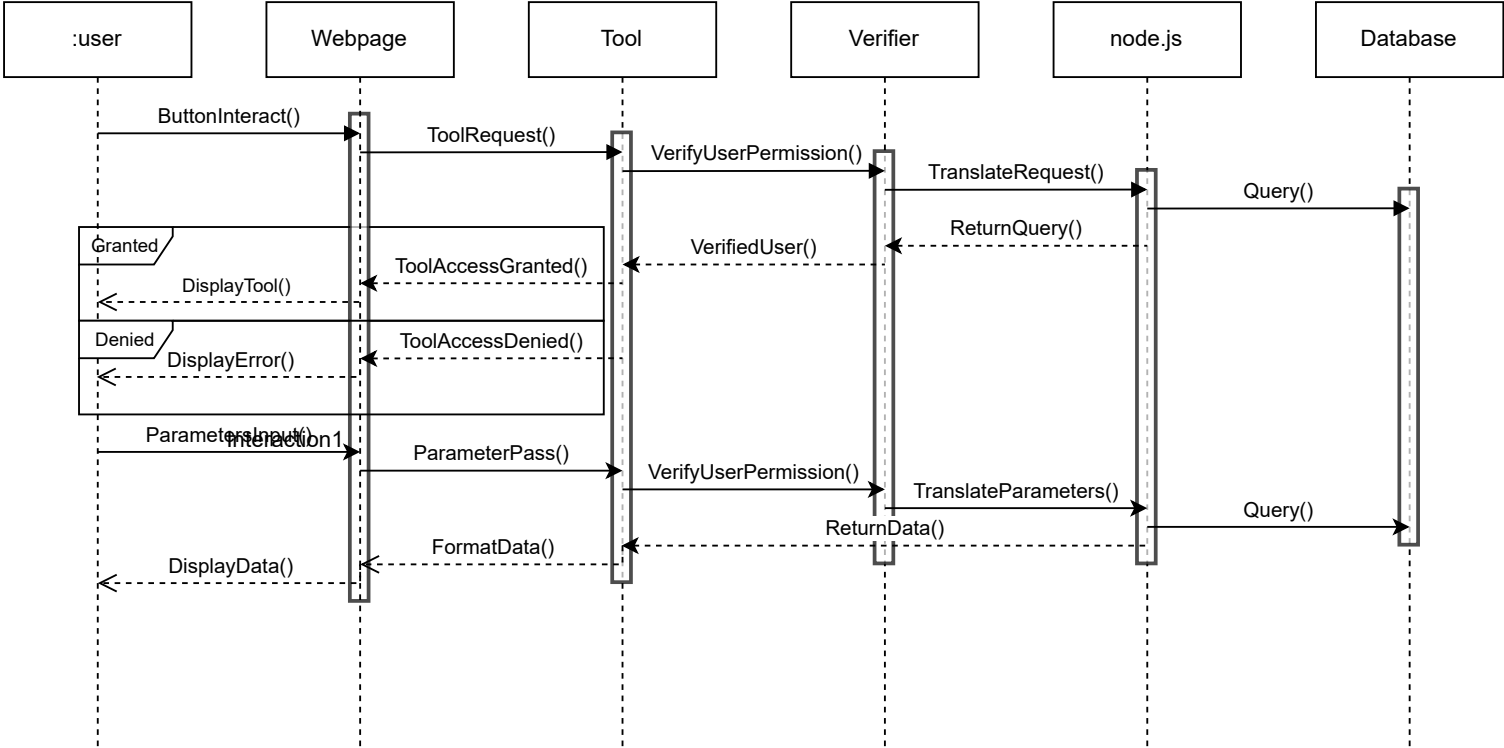 :user
Webpage
Tool
Verifier
node.js
Database
ButtonInteract()
ToolRequest()
VerifyUserPermission()
TranslateRequest()
Query()
ReturnQuery()
VerifiedUser()
Granted
ToolAccessGranted()
DisplayTool()
Denied
ToolAccessDenied()
DisplayError()
ParametersInput()
Interaction1
ParameterPass()
VerifyUserPermission()
TranslateParameters()
Query()
ReturnData()
FormatData()
DisplayData()